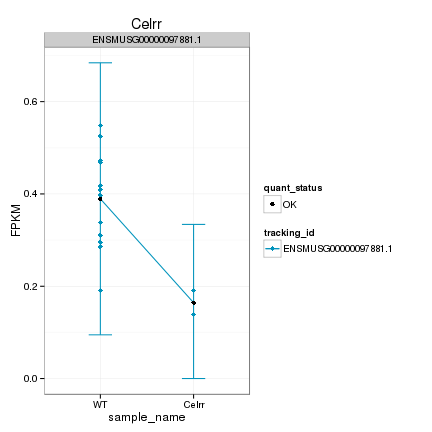 Celrr
ENSMUSG00000097881.1
0.6
0.4
0.2
0.0
FPKM
WT
Celrr
sample_name
quant_status
OK
tracking_id
ENSMUSG00000097881.1